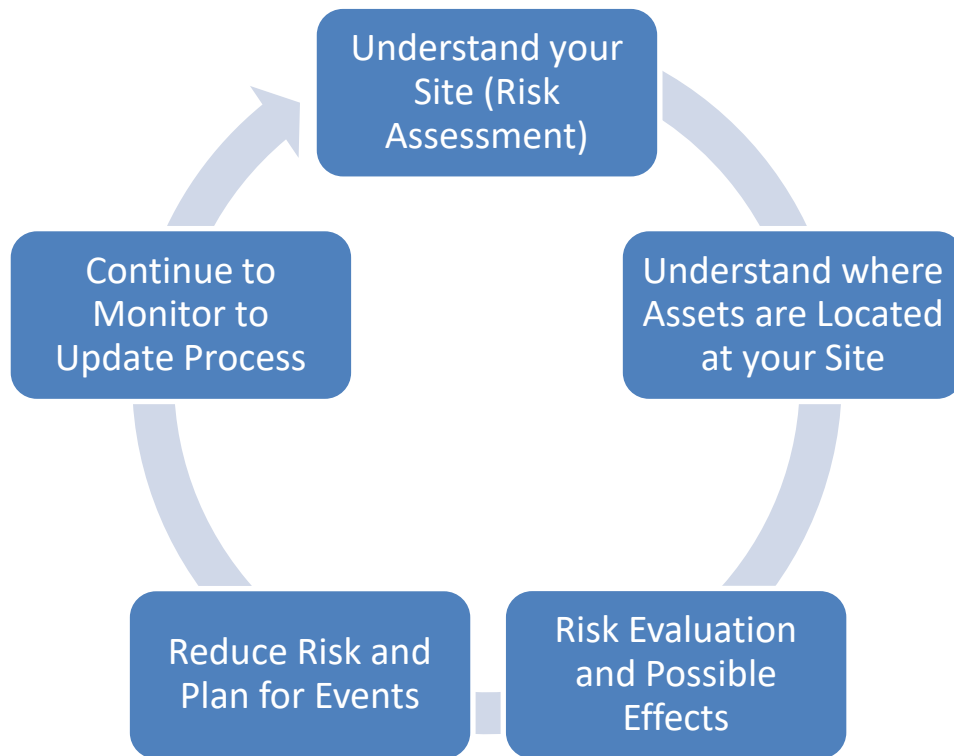 Understand your
Site (Risk
Assessment)
Understand where
Assets are Located
at your Site
Risk Evaluation
and Possible
Effects
Reduce Risk and
Plan for Events
Continue to
Monitor to
Update Process